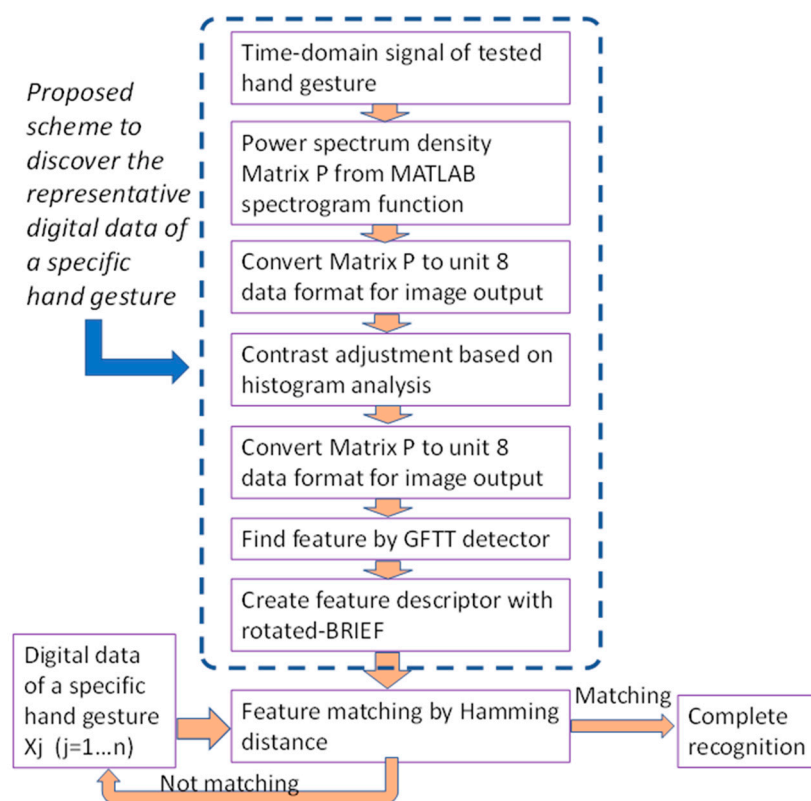 Proposed
scheme to
discover the
representative
digital data of
a specific
hand gesture
Time-domain signal of tested
hand gesture
Power spectrum density
Matrix P from MATLAB
spectrogram function
Convert Matrix P to unit 8
data format for image output
Contrast adjustment based on
histogram analysis
Convert Matrix P to unit 8
data format for image output
Find feature by GFTT detector
Create feature descriptor with
rotated-BRIEF
Digital data
of a specific
hand gesture
Xj (j=1...n)
Feature matching by Hamming
distance
Matching
Complete
recognition
Not matching